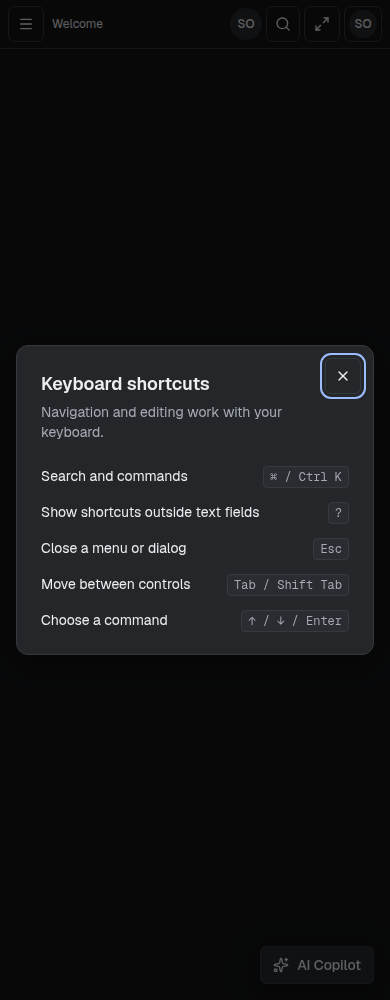 Welcome
SO
SO
Keyboard shortcuts
Navigation and editing work with your
keyboard.
Search and commands
⌘ / Ctrl K
Show shortcuts outside text fields
?
Close a menu or dialog
Esc
Move between controls
Tab / Shift Tab
Choose a command
↑ / ↓ / Enter
AI Copilot